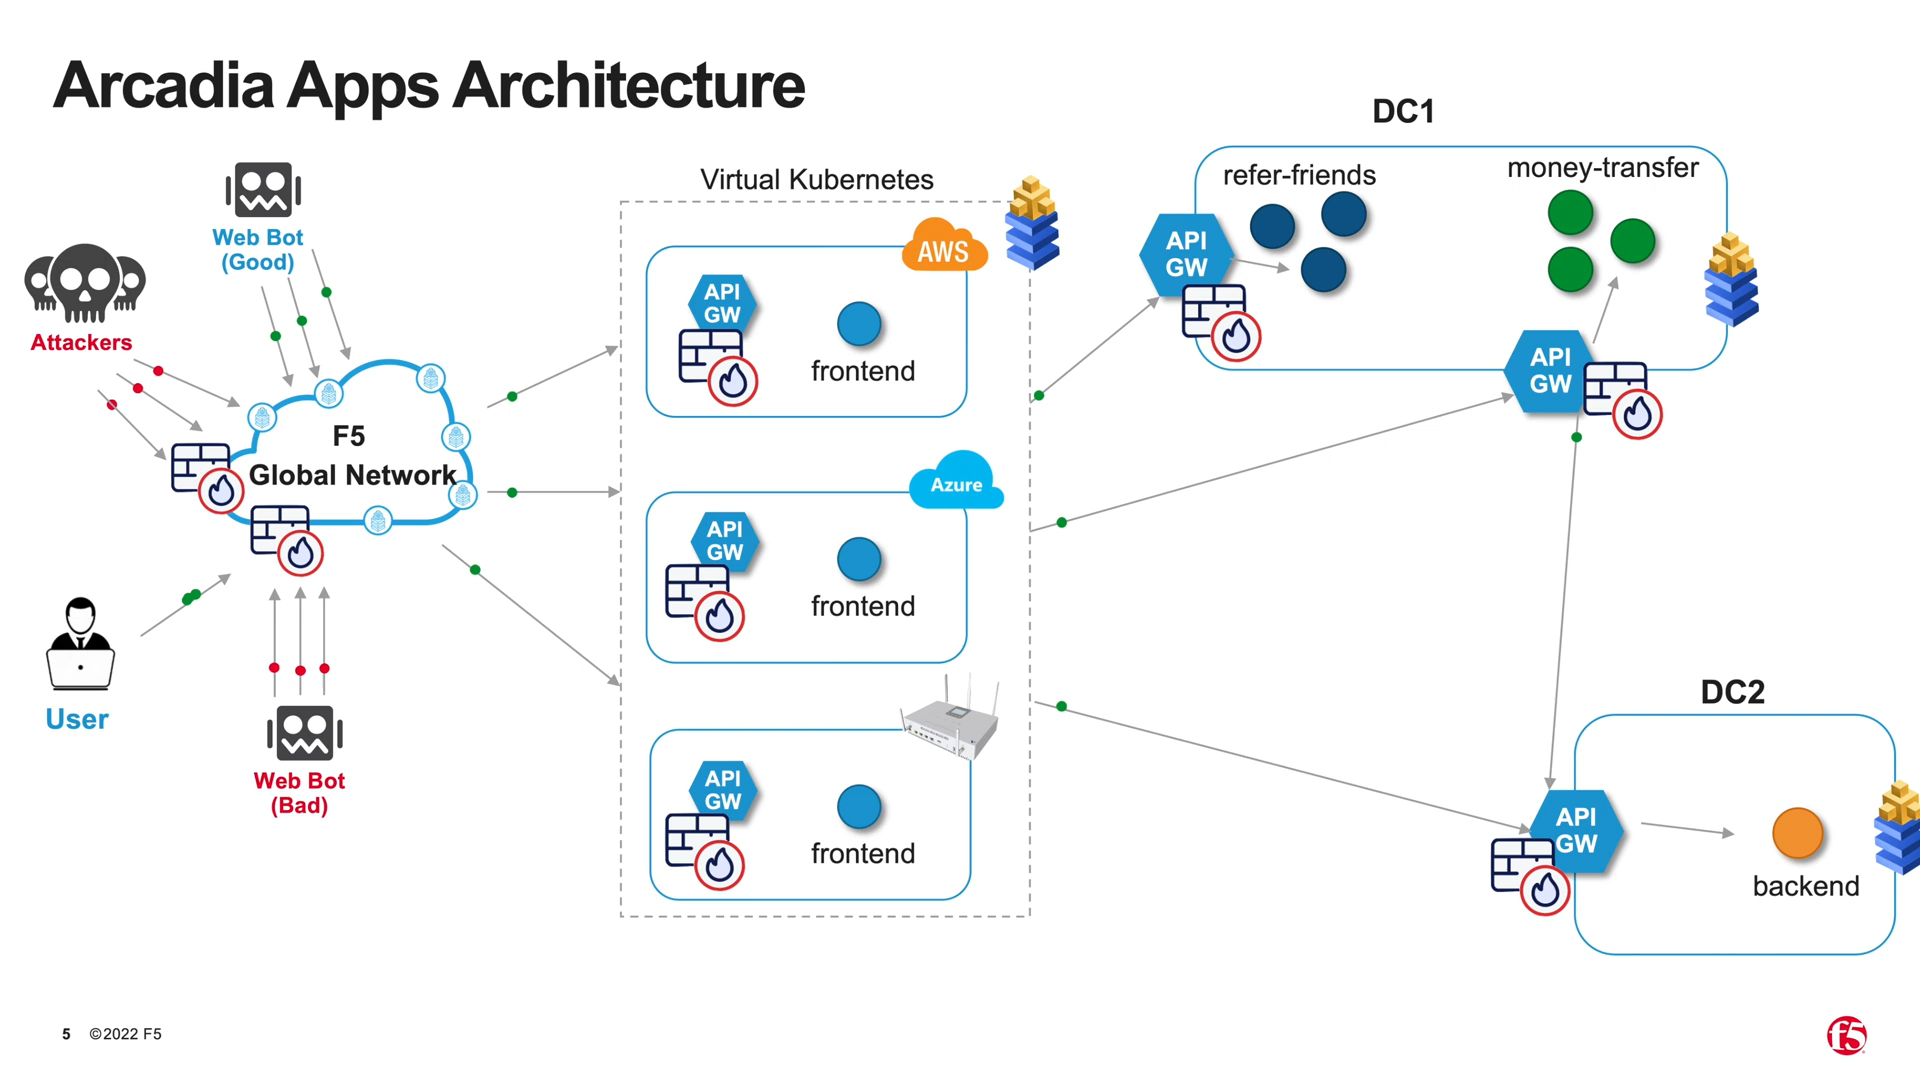 Arcadia Apps Architecture
Web Bot
(Good)
Attackers
F5
Global Network
User
Web Bot
(Bad)
Virtual Kubernetes
AWS
API
GW
frontend
Azure
API
GW
frontend
API
GW
frontend
DC1
refer-friends
money-transfer
API
GW
API
GW
DC2
API
GW
backend
5 ©2022 F5
f5